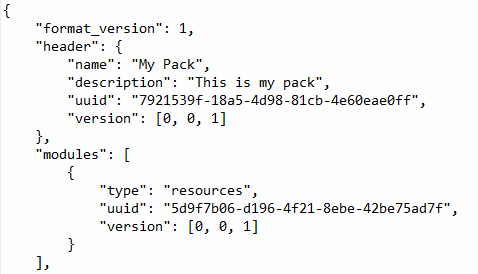 {
"format_version": 1,
"header": {
"name": "My Pack",
"description": "This is my pack",
"uuid": "7921539f-18a5-4d98-81cb-4e60eae0ff",
"version": [0, 0, 1]
},
"modules": [
{
"type": "resources",
"uuid": "5d9f7b06-d196-4f21-8ebe-42be75ad7f",
"version": [0, 0, 1]
}
],